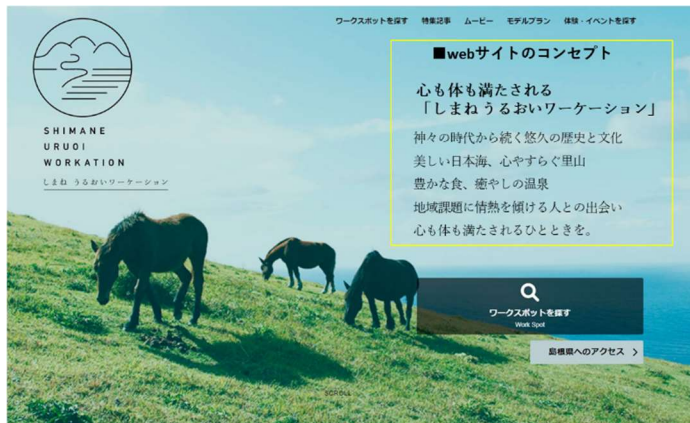 ワークスポットを探す 特集記事 ムービー モデルプラン 体験・イベントを探す
■webサイトのコンセプト
心も体も満たされる
「しまね うるおいワーケーション」
神々の時代から続く悠久の歴史と文化
美しい日本海、心やすらぐ里山
豊かな食、癒やしの温泉
地域課題に情熱を傾ける人との出会い
心も体も満たされるひとときを。
SHIMANE
URUOI
WORKATION
しまね うるおいワーケーション
ワークスポットを探す
Work Spot
島根県へのアクセス
SCROLL